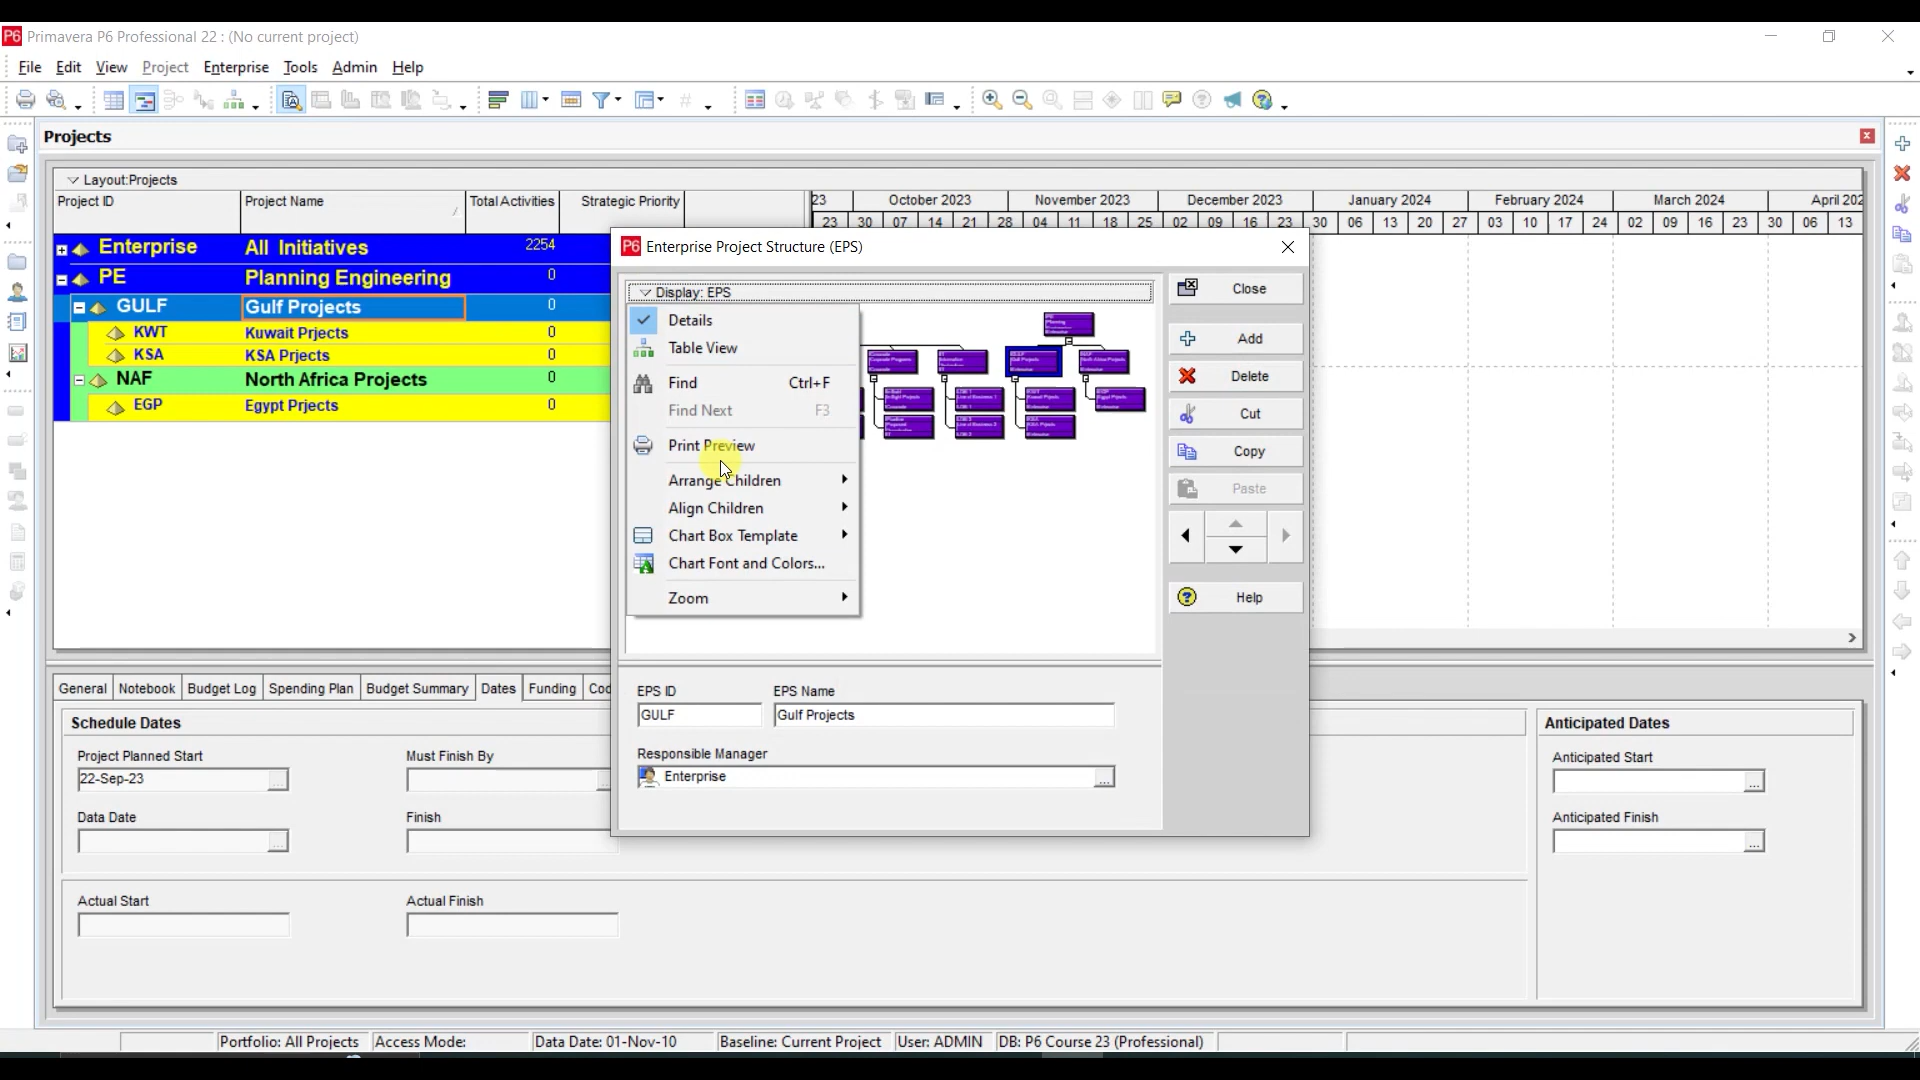 P6 Primavera P6 Professional 22 : (No current project)
File Edit View Project Enterprise Tools Admin Help
Projects
Layout:Projects
Project ID Project Name Total Activities Strategic Priority
23 October 2023 November 2023 December 2023 January 2024 February 2024 March 2024 April 202
23 30 07 14 21 28 04 11 18 25 02 09 16 23 30 06 13 20 27 03 10 17 24 02 09 16 23 30 06 13
Enterprise All Initiatives 2254
PE Planning Engineering 0
GULF Gulf Projects 0
KWT Kuwait Prjects 0
KSA KSA Prjects 0
NAF North Africa Projects 0
EGP Egypt Prjects 0
P6 Enterprise Project Structure (EPS)
Display: EPS
Details
Table View
Find Ctrl+F
Find Next F3
Print Preview
Arrange Children
Align Children
Chart Box Template
Chart Font and Colors...
Zoom
Close
Add
Delete
Cut
Copy
Paste
Help
EPS ID EPS Name
GULF Gulf Projects
Responsible Manager
Enterprise
General Notebook Budget Log Spending Plan Budget Summary Dates Funding Cod
Schedule Dates
Project Planned Start Must Finish By
22-Sep-23
Data Date Finish
Actual Start Actual Finish
Anticipated Dates
Anticipated Start
Anticipated Finish
Portfolio: All Projects Access Mode: Data Date: 01-Nov-10 Baseline: Current Project User: ADMIN DB: P6 Course 23 (Professional)